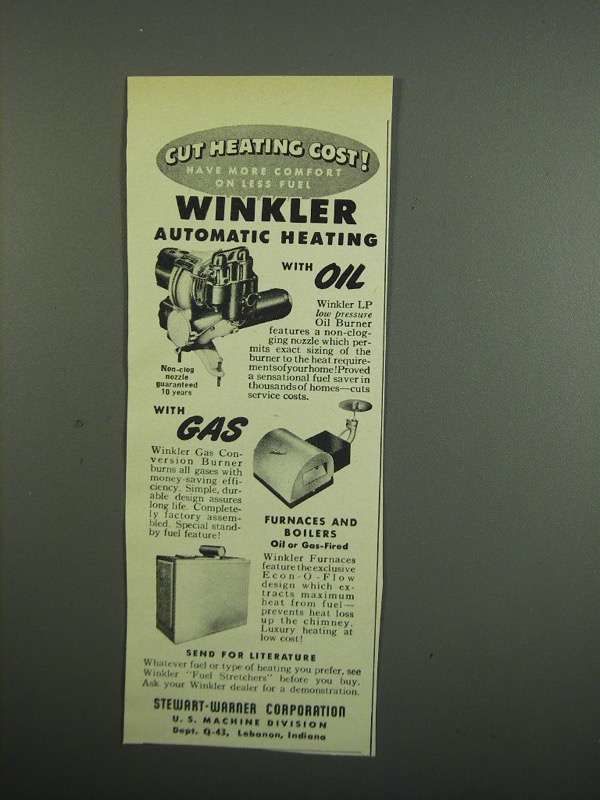 CUT HEATING COST!
HAVE MORE COMFORT
ON LESS FUEL
WINKLER
AUTOMATIC HEATING
WITH OIL
Winkler LP
low pressure
Oil Burner
features a non-clog-
ging nozzle which per-
mits exact sizing of the
burner to the heat require-
ments of your home! Proved
a sensational fuel saver in
thousands of homes—cuts
service costs.
Non-clog
nozzle
guaranteed
10 years
WITH
GAS
Winkler Gas Con-
version Burner
burns all gases with
money-saving effi-
ciency. Simple, dur-
able design assures
long life. Complete-
ly factory assem-
bled. Special stand-
by fuel feature!
FURNACES AND
BOILERS
Oil or Gas-Fired
Winkler Furnaces
feature the exclusive
Econ-O-Flow
design which ex-
tracts maximum
heat from fuel—
prevents heat loss
up the chimney.
Luxury heating at
low cost!
SEND FOR LITERATURE
Whatever fuel or type of heating you prefer, see
Winkler "Fuel Stretchers" before you buy.
Ask your Winkler dealer for a demonstration.
STEWART-WARNER CORPORATION
U. S. MACHINE DIVISION
Dept. Q-43, Lebanon, Indiana